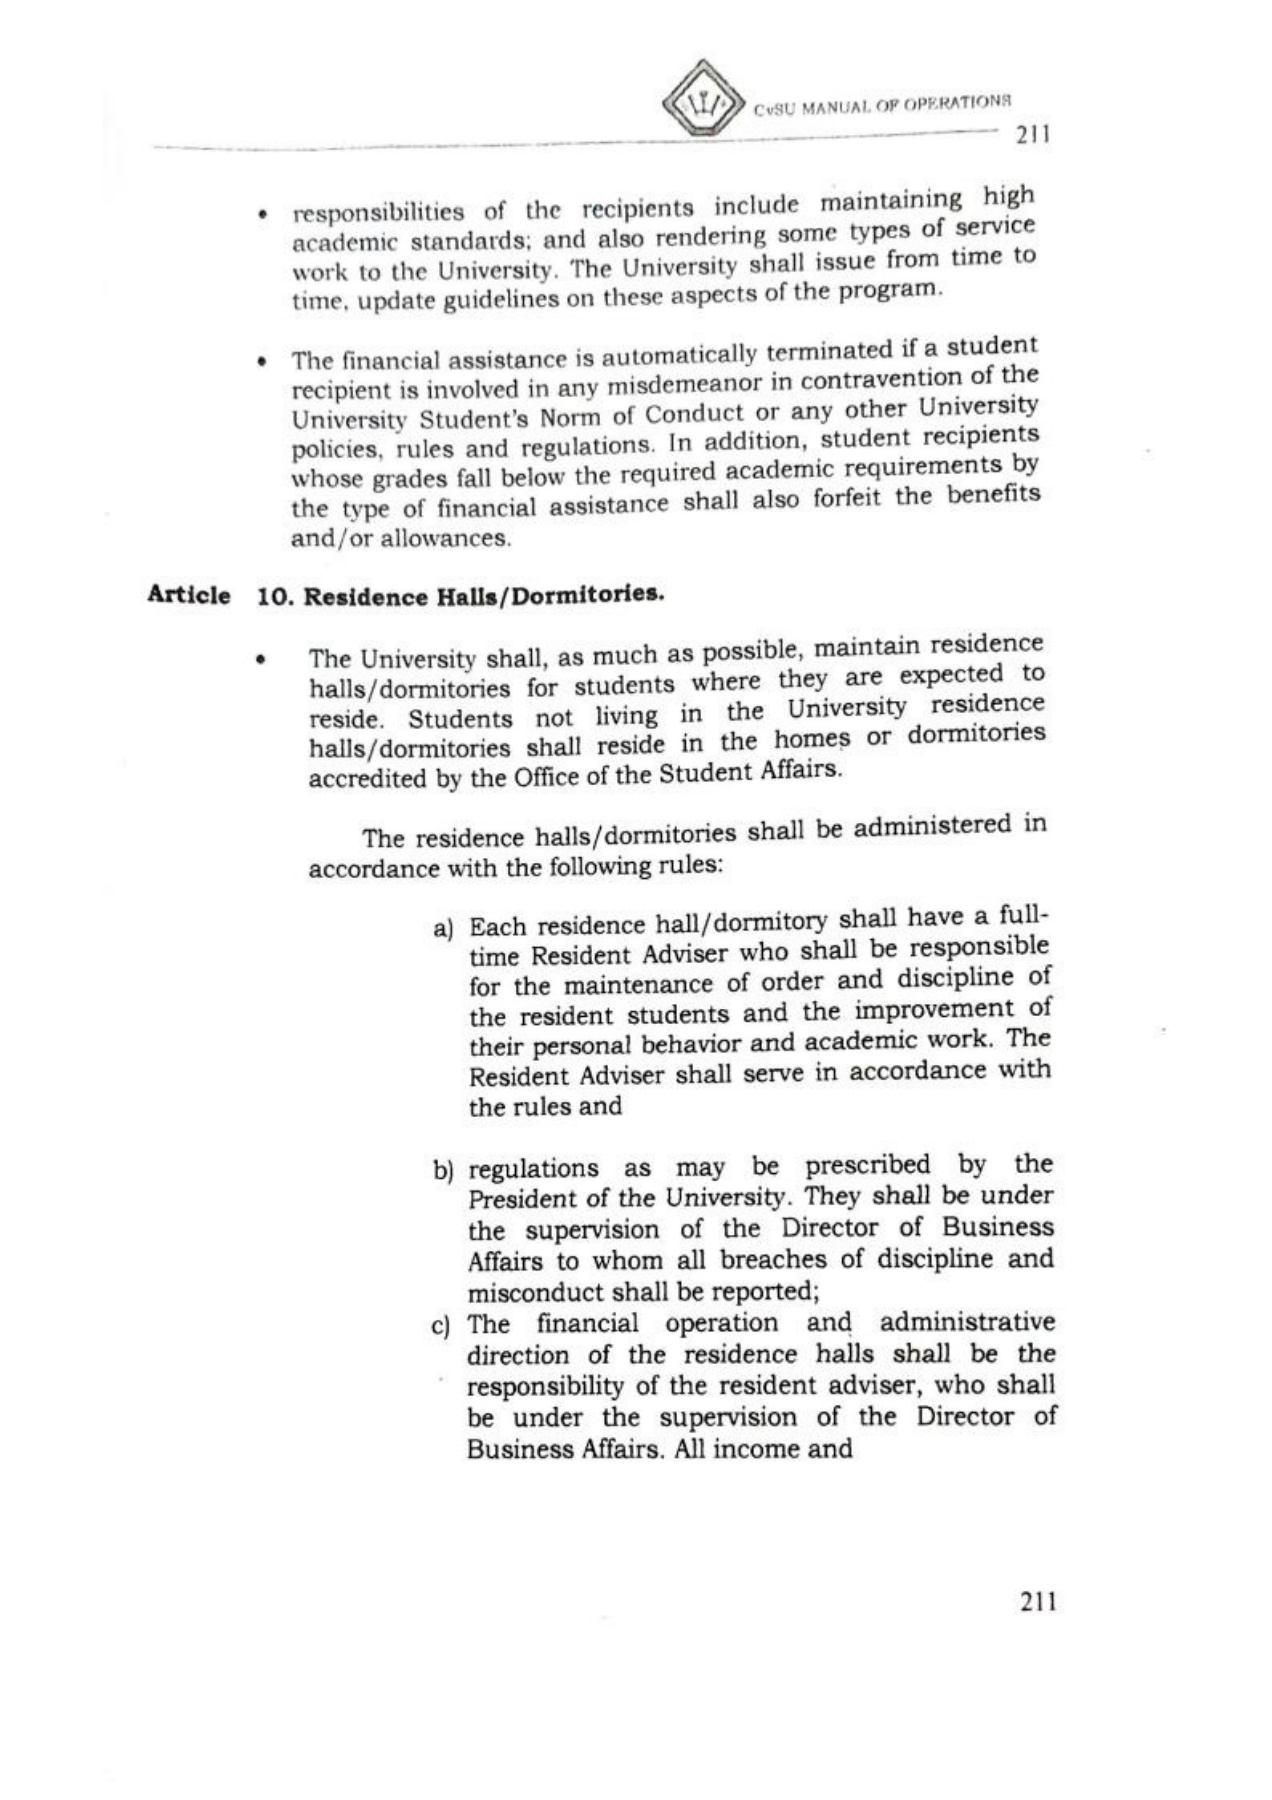 CvSU MANUAL OF OPERATIONS
211
• responsibilities of the recipients include maintaining high
academic standards; and also rendering some types of service
work to the University. The University shall issue from time to
time, update guidelines on these aspects of the program.
• The financial assistance is automatically terminated if a student
recipient is involved in any misdemeanor in contravention of the
University Student's Norm of Conduct or any other University
policies, rules and regulations. In addition, student recipients
whose grades fall below the required academic requirements by
the type of financial assistance shall also forfeit the benefits
and/or allowances.
Article 10. Residence Halls/Dormitories.
• The University shall, as much as possible, maintain residence
halls/dormitories for students where they are expected to
reside. Students not living in the University residence
halls/dormitories shall reside in the homes or dormitories
accredited by the Office of the Student Affairs.
The residence halls/dormitories shall be administered in
accordance with the following rules:
a) Each residence hall/dormitory shall have a full-
time Resident Adviser who shall be responsible
for the maintenance of order and discipline of
the resident students and the improvement of
their personal behavior and academic work. The
Resident Adviser shall serve in accordance with
the rules and
b) regulations as may be prescribed by the
President of the University. They shall be under
the supervision of the Director of Business
Affairs to whom all breaches of discipline and
misconduct shall be reported;
c) The financial operation and administrative
direction of the residence halls shall be the
responsibility of the resident adviser, who shall
be under the supervision of the Director of
Business Affairs. All income and
211